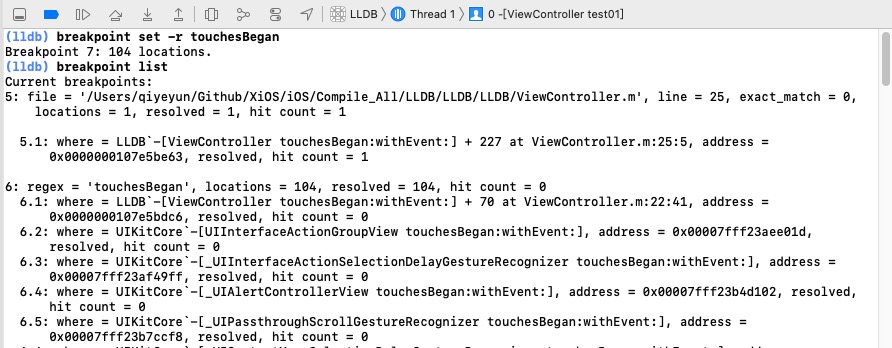 LLDB Thread 1 0 -[ViewController test01]
(lldb) breakpoint set -r touchesBegan
Breakpoint 7: 104 locations.
(lldb) breakpoint list
Current breakpoints:
5: file = '/Users/qiyeyun/Github/XiOS/iOS/Compile_All/LLDB/LLDB/LLDB/ViewController.m', line = 25, exact_match = 0,
locations = 1, resolved = 1, hit count = 1
5.1: where = LLDB`-[ViewController touchesBegan:withEvent:] + 227 at ViewController.m:25:5, address =
0x0000000107e5be63, resolved, hit count = 1
6: regex = 'touchesBegan', locations = 104, resolved = 104, hit count = 0
6.1: where = LLDB`-[ViewController touchesBegan:withEvent:] + 70 at ViewController.m:22:41, address =
0x0000000107e5bdc6, resolved, hit count = 0
6.2: where = UIKitCore`-[UIInterfaceActionGroupView touchesBegan:withEvent:], address = 0x00007fff23aee01d,
resolved, hit count = 0
6.3: where = UIKitCore`-[_UIInterfaceActionSelectionDelayGestureRecognizer touchesBegan:withEvent:], address =
0x00007fff23af49ff, resolved, hit count = 0
6.4: where = UIKitCore`-[_UIAlertControllerView touchesBegan:withEvent:], address = 0x00007fff23b4d102, resolved,
hit count = 0
6.5: where = UIKitCore`-[_UIPassthroughScrollGestureRecognizer touchesBegan:withEvent:], address =
0x00007fff23b7ccf8, resolved, hit count = 0